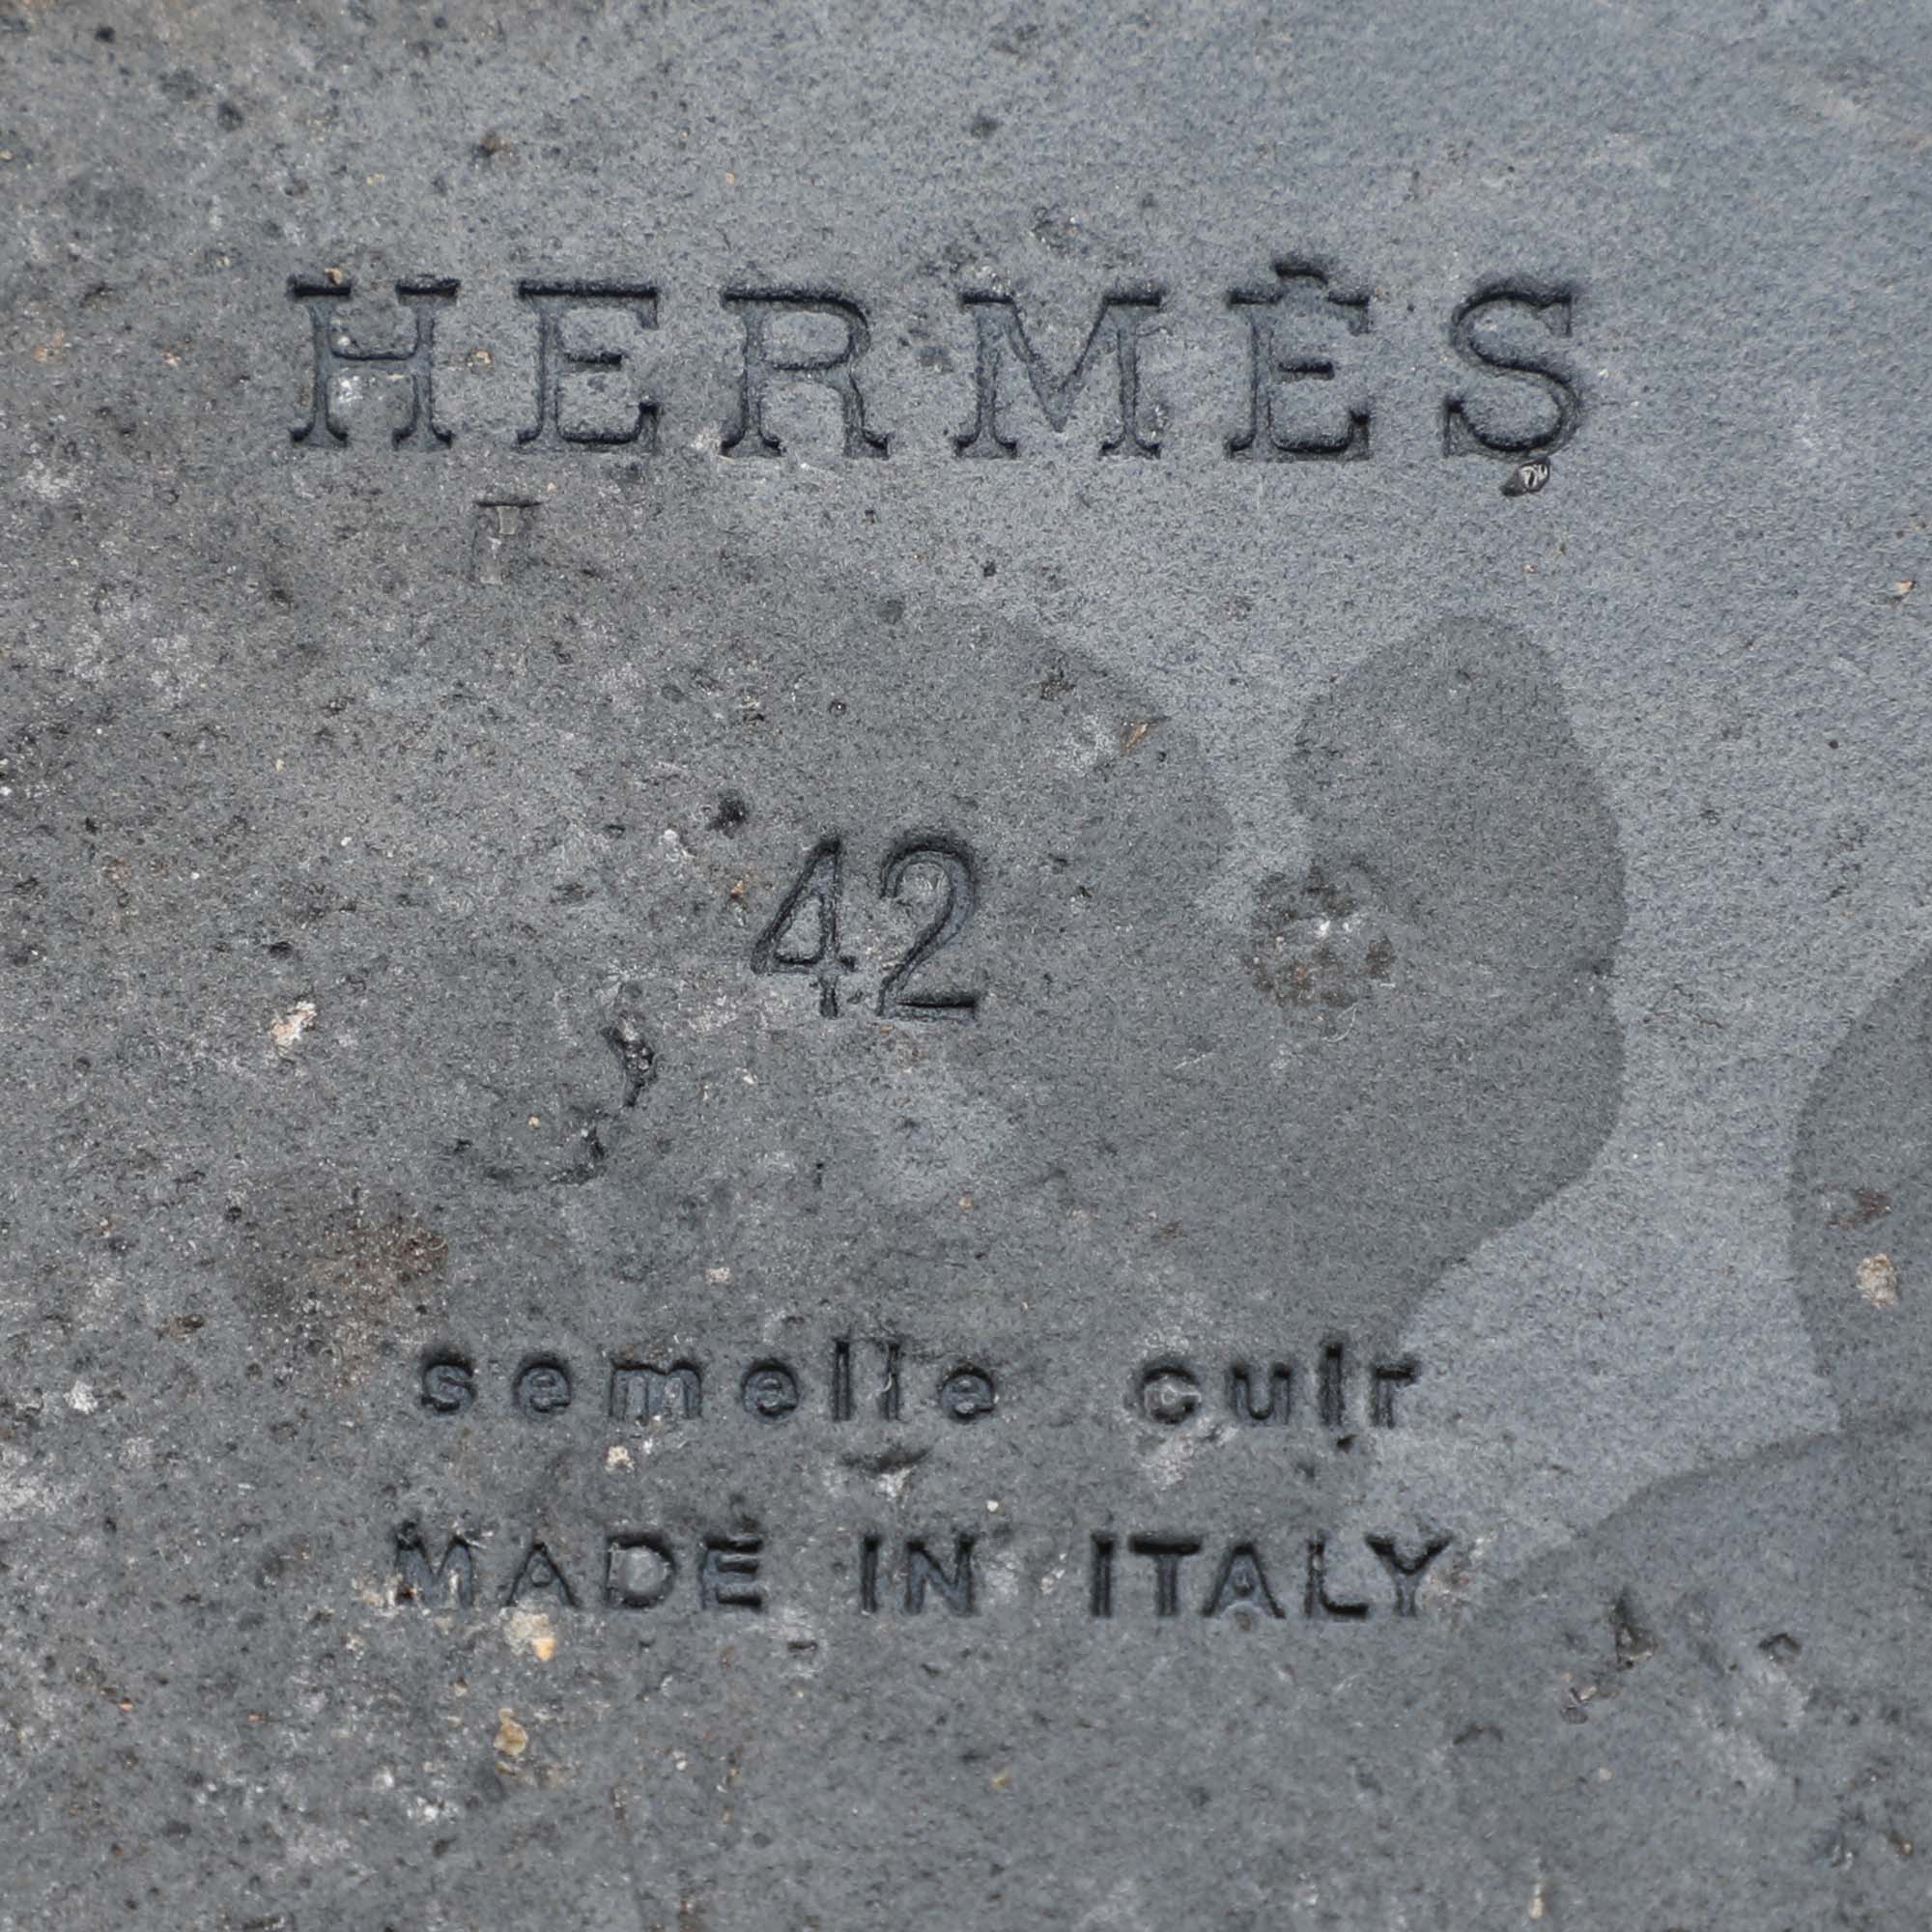 HERMÈS
42
semelle cuir
MADE IN ITALY